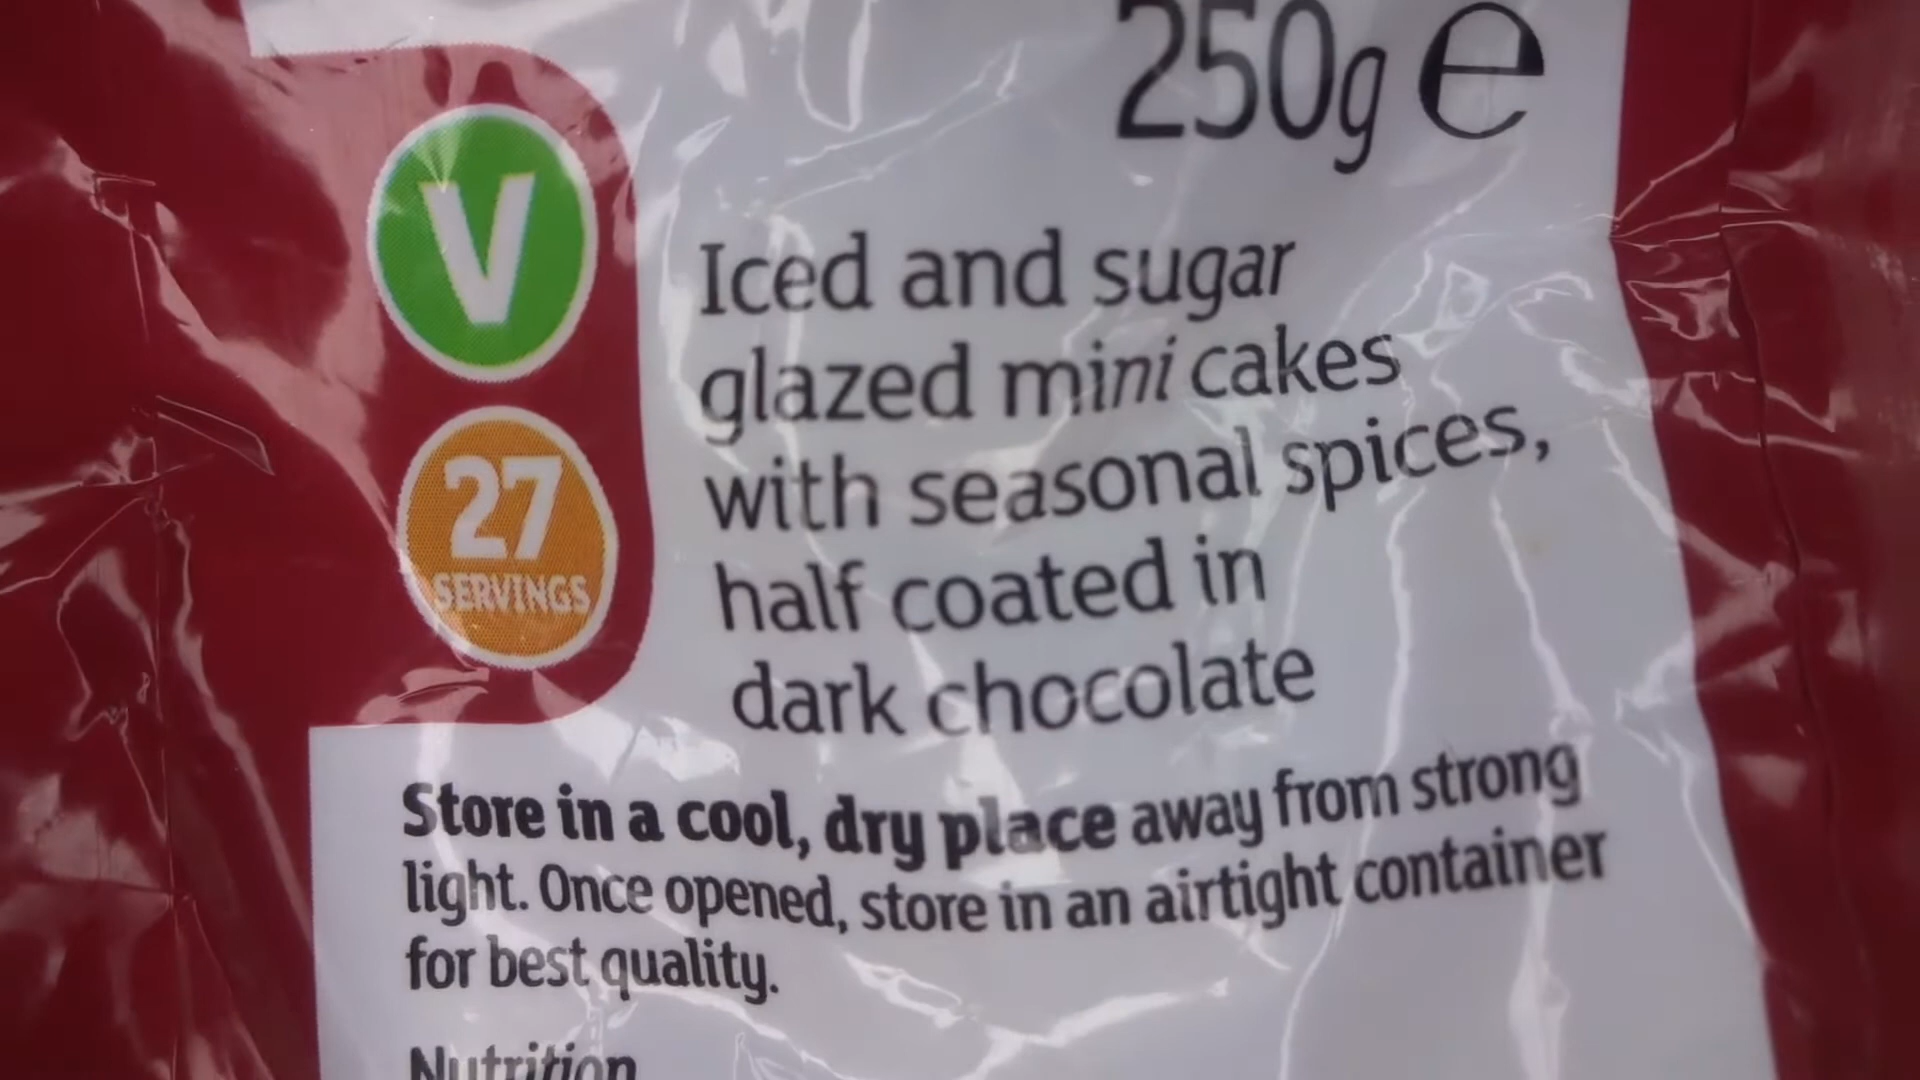 250g e
V
Iced and sugar
glazed mini cakes
with seasonal spices,
half coated in
dark chocolate
27
SERVINGS
Store in a cool, dry place away from strong
light. Once opened, store in an airtight container
for best quality.
Nutrition